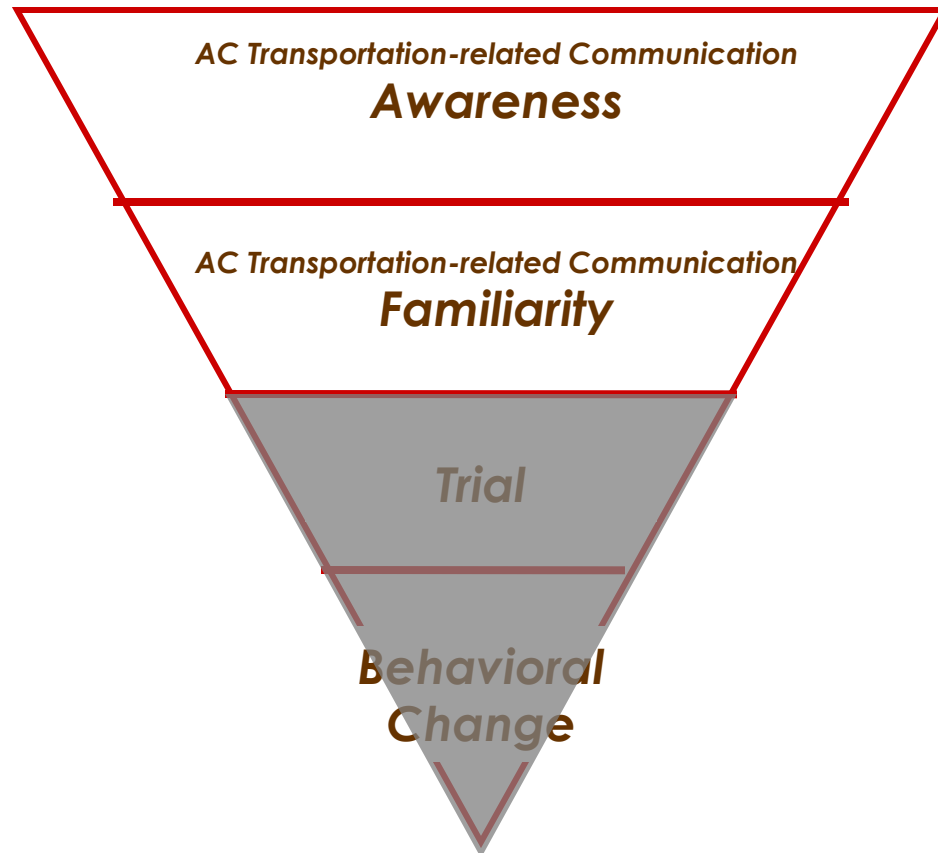 AC Transportation-related Communication
Awareness
AC Transportation-related Communication
Familiarity
Trial
Behavioral
Change